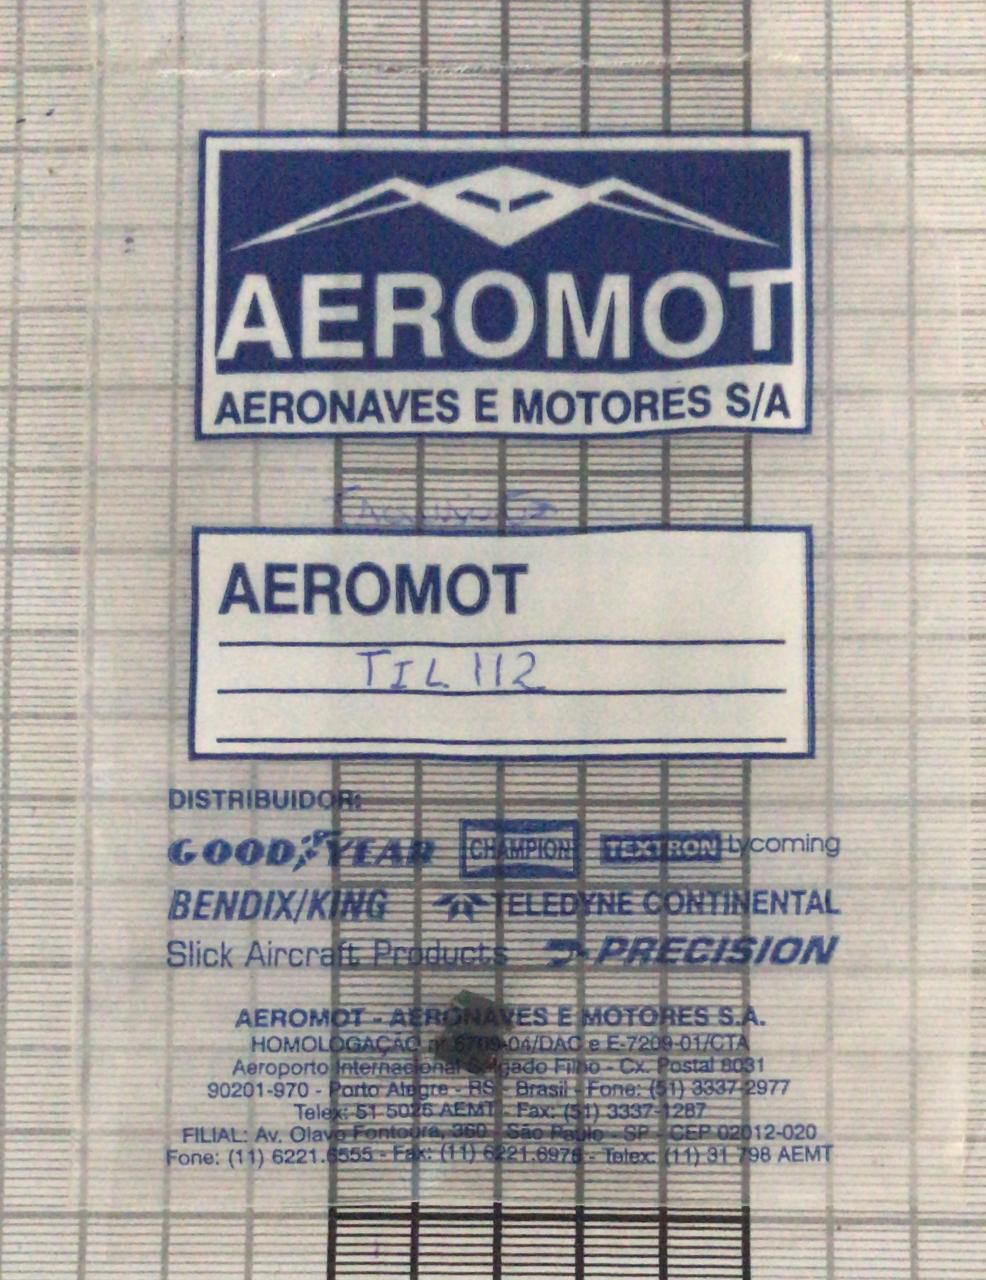 AEROMOT
AERONAVES E MOTORES S/A
AEROMOT
TIL 112
DISTRIBUIDOR:
GOODYEAR CHAMPION TEXTRON Lycoming
BENDIX/KING TELEDYNE CONTINENTAL
Slick Aircraft Products PRECISION
AEROMOT - AERONAVES E MOTORES S.A.
HOMOLOGAÇÃO nº 6709-04/DAC e E-7209-01/CTA
Aeroporto Internacional Salgado Filho - Cx. Postal 8031
90201-970 - Porto Alegre - RS - Brasil - Fone: (51) 3337-2977
Telex: 51 5025 AEMT - Fax: (51) 3337-1287
FILIAL: Av. Olavo Fontoura, 360 - São Paulo - SP - CEP 02012-020
Fone: (11) 6221.6555 - Fax: (11) 6221.6976 - Telex: (11) 31 798 AEMT